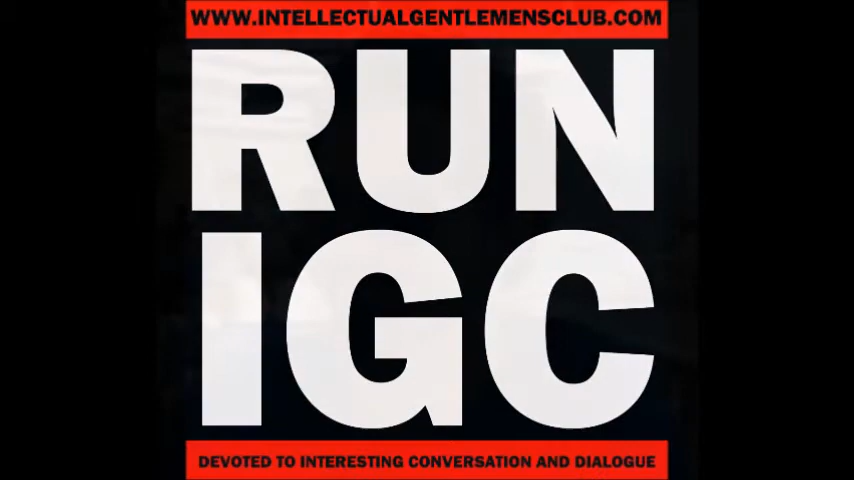 WWW.INTELLECTUALGENTLEMENSCLUB.COM
RUN
IGC
DEVOTED TO INTERESTING CONVERSATION AND DIALOGUE